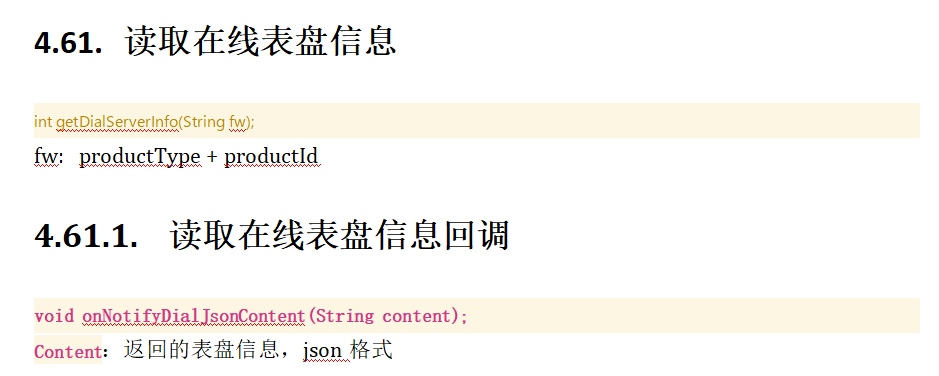 4.61. 读取在线表盘信息
int getDialServerInfo(String fw);
fw: productType + productId
4.61.1. 读取在线表盘信息回调
void onNotifyDialJsonContent(String content);
Content：返回的表盘信息，json 格式